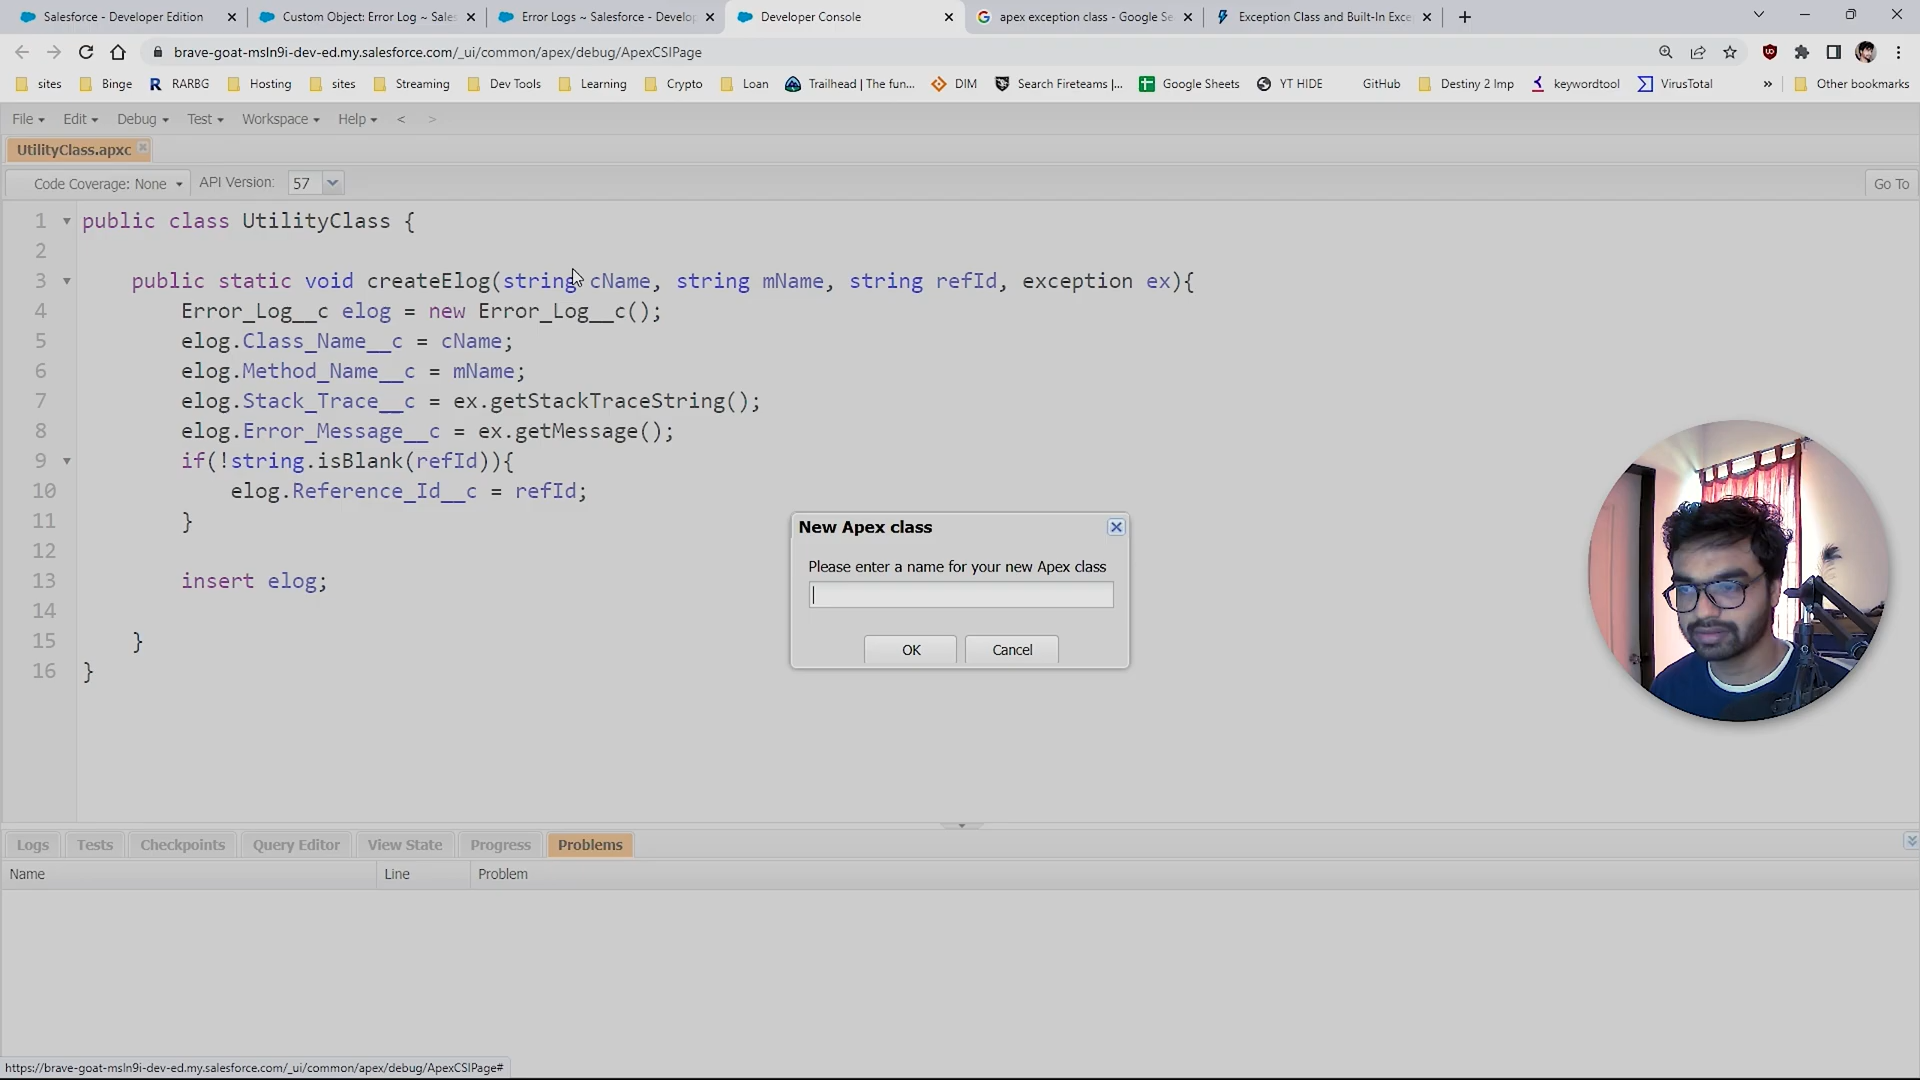 Salesforce - Developer Edition
Custom Object: Error Log ~ Sales
Error Logs ~ Salesforce - Develop
Developer Console
apex exception class - Google Se
Exception Class and Built-In Exce
brave-goat-msln9i-dev-ed.my.salesforce.com/_ui/common/apex/debug/ApexCSIPage
sites
Binge
RARBG
Hosting
sites
Streaming
Dev Tools
Learning
Crypto
Loan
Trailhead | The fun...
DIM
Search Fireteams |...
Google Sheets
YT HIDE
GitHub
Destiny 2 Imp
keywordtool
VirusTotal
»
Other bookmarks
File Edit Debug Test Workspace Help < >
UtilityClass.apxc
Code Coverage: None API Version: 57 Go To
1 public class UtilityClass {
2
3 public static void createElog(string cName, string mName, string refId, exception ex){
4 Error_Log__c elog = new Error_Log__c();
5 elog.Class_Name__c = cName;
6 elog.Method_Name__c = mName;
7 elog.Stack_Trace__c = ex.getStackTraceString();
8 elog.Error_Message__c = ex.getMessage();
9 if(!string.isBlank(refId)){
10 elog.Reference_Id__c = refId;
11 }
12
13 insert elog;
14
15 }
16 }
New Apex class
Please enter a name for your new Apex class
OK Cancel
Logs Tests Checkpoints Query Editor View State Progress Problems
Name Line Problem
https://brave-goat-msln9i-dev-ed.my.salesforce.com/_ui/common/apex/debug/ApexCSIPage#